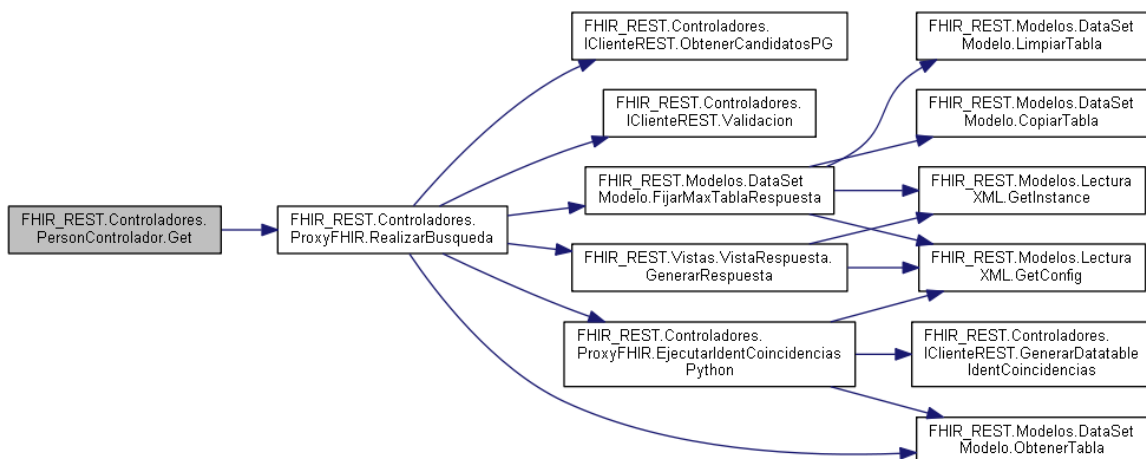 FHIR_REST.Controladores.
PersonControlador.Get
FHIR_REST.Controladores.
ProxyFHIR.RealizarBusqueda
FHIR_REST.Controladores.
IClienteREST.ObtenerCandidatosPG
FHIR_REST.Controladores.
IClienteREST.Validacion
FHIR_REST.Modelos.DataSet
Modelo.FijarMaxTablaRespuesta
FHIR_REST.Vistas.VistaRespuesta.
GenerarRespuesta
FHIR_REST.Controladores.
ProxyFHIR.EjecutarIdentCoincidencias
Python
FHIR_REST.Modelos.DataSet
Modelo.LimpiarTabla
FHIR_REST.Modelos.DataSet
Modelo.CopiarTabla
FHIR_REST.Modelos.Lectura
XML.GetInstance
FHIR_REST.Modelos.Lectura
XML.GetConfig
FHIR_REST.Controladores.
IClienteREST.GenerarDatatable
IdentCoincidencias
FHIR_REST.Modelos.DataSet
Modelo.ObtenerTabla